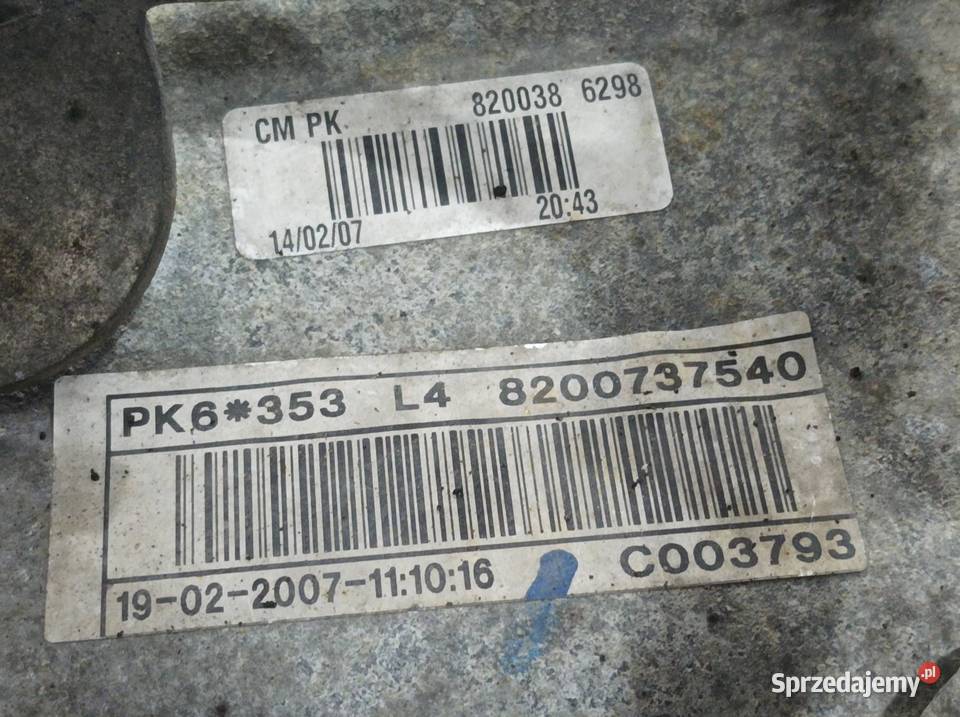 CM PK 820038 6298
14/02/07 20:43
PK6*353 L4 8200737540
19-02-2007-11:10:16 C003793
Sprzedajemy.pl